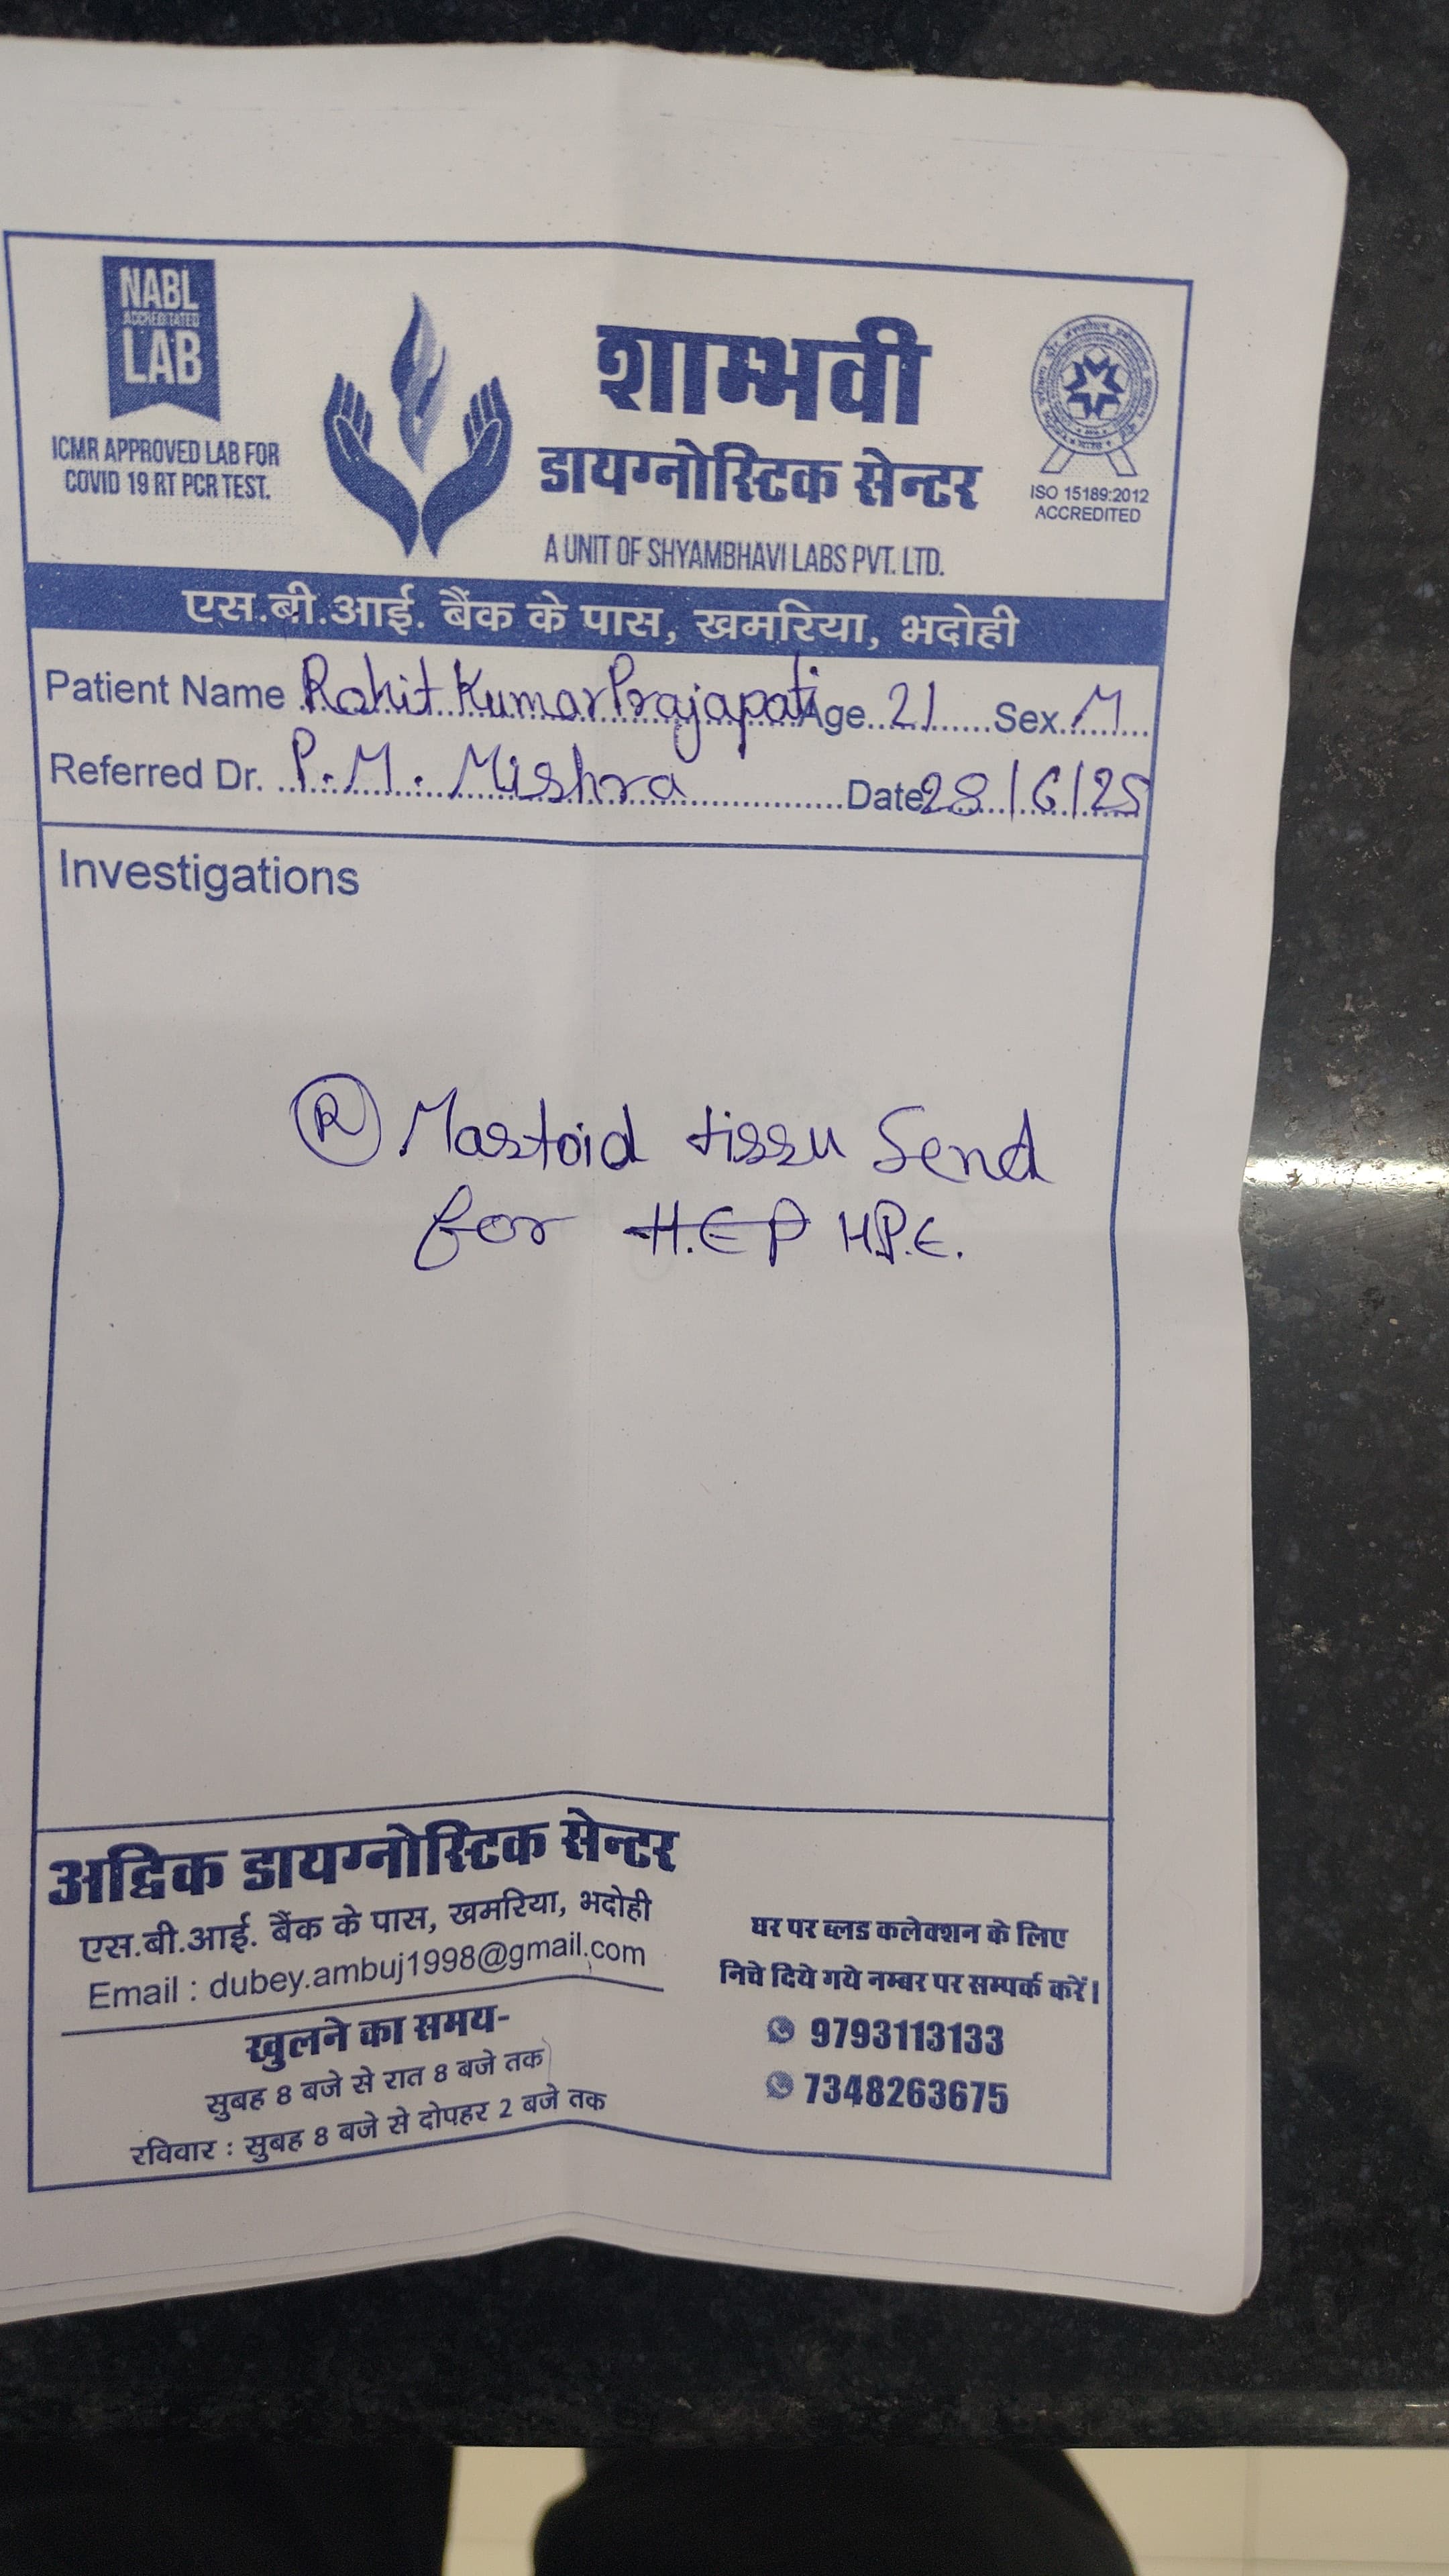 NABL
ACCREDITATED
LAB
ICMR APPROVED LAB FOR
COVID 19 RT PCR TEST.
शाम्भवी
डायग्नोस्टिक सेन्टर
A UNIT OF SHYAMBHAVI LABS PVT. LTD.
ISO 15189:2012
ACCREDITED
एस.बी.आई. बैंक के पास, खमरिया, भदोही
Patient Name Rohit Kumar Prajapati Age 21 Sex M
Referred Dr. P.M. Mishra Date 28/6/25
Investigations
(R) Mastoid tissu Send
for H.E P H.P.E.
अद्विक डायग्नोस्टिक सेन्टर
एस.बी.आई. बैंक के पास, खमरिया, भदोही
Email : dubey.ambuj1998@gmail.com
खुलने का समय-
सुबह 8 बजे से रात 8 बजे तक
रविवार : सुबह 8 बजे से दोपहर 2 बजे तक
घर पर ब्लड कलेक्शन के लिए
निचे दिये गये नम्बर पर सम्पर्क करें।
9793113133
7348263675